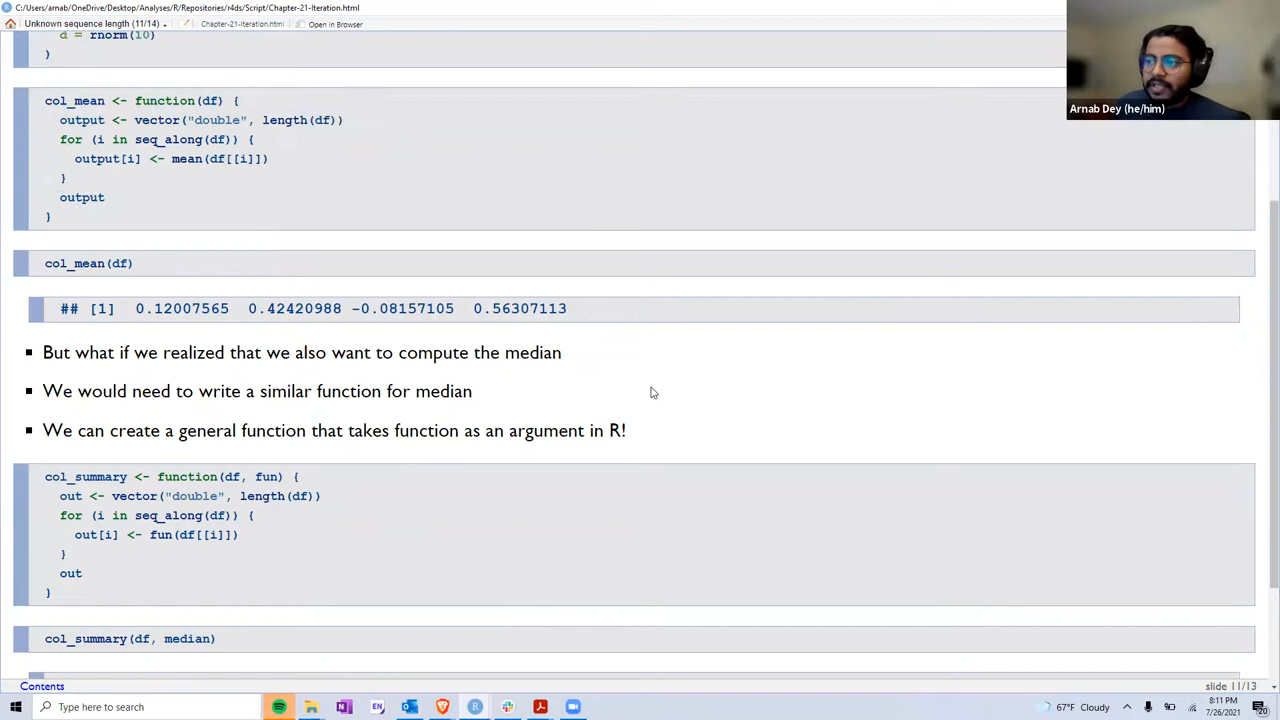 C:/Users/arnab/OneDrive/Desktop/Analyses/R/Repositories/r4ds/Script/Chapter-21-Iteration.html
Unknown sequence length (11/14)
Chapter-21-Iteration.html
Open in Browser
d = rnorm(10)
)
Arnab Dey (he/him)
col_mean <- function(df) {
output <- vector("double", length(df))
for (i in seq_along(df)) {
output[i] <- mean(df[[i]])
}
output
}
col_mean(df)
## [1] 0.12007565 0.42420988 -0.08157105 0.56307113
▪ But what if we realized that we also want to compute the median
▪ We would need to write a similar function for median
▪ We can create a general function that takes function as an argument in R!
col_summary <- function(df, fun) {
out <- vector("double", length(df))
for (i in seq_along(df)) {
out[i] <- fun(df[[i]])
}
out
}
col_summary(df, median)
Contents
slide 11/13
Type here to search
EN
67°F Cloudy
8:11 PM
7/26/2021
20